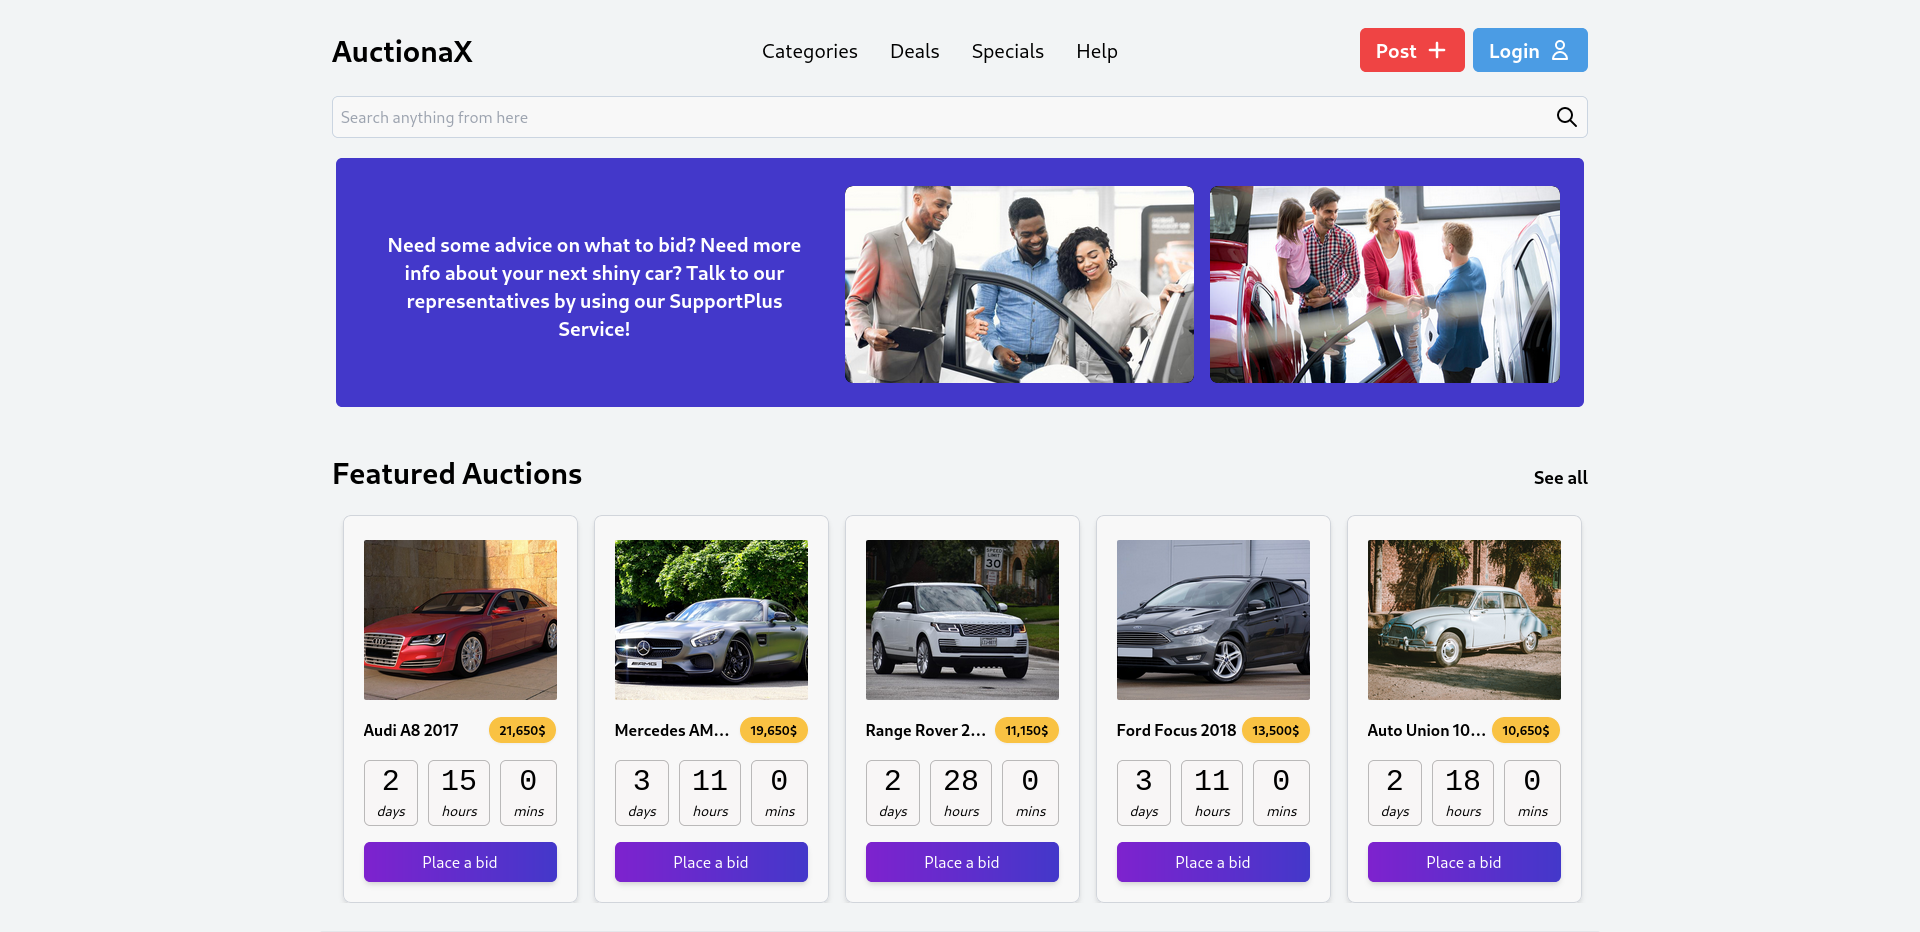 AuctionaX
Categories Deals Specials Help
Post
Login
Search anything from here
Need some advice on what to bid? Need more
info about your next shiny car? Talk to our
representatives by using our SupportPlus
Service!
Featured Auctions
See all
SPEED
LIMIT
30
AMG
Audi A8 2017 21,650$
2 days 15 hours 0 mins
Place a bid
Mercedes AM... 19,650$
3 days 11 hours 0 mins
Place a bid
Range Rover 2... 11,150$
2 days 28 hours 0 mins
Place a bid
Ford Focus 2018 13,500$
3 days 11 hours 0 mins
Place a bid
Auto Union 10... 10,650$
2 days 18 hours 0 mins
Place a bid